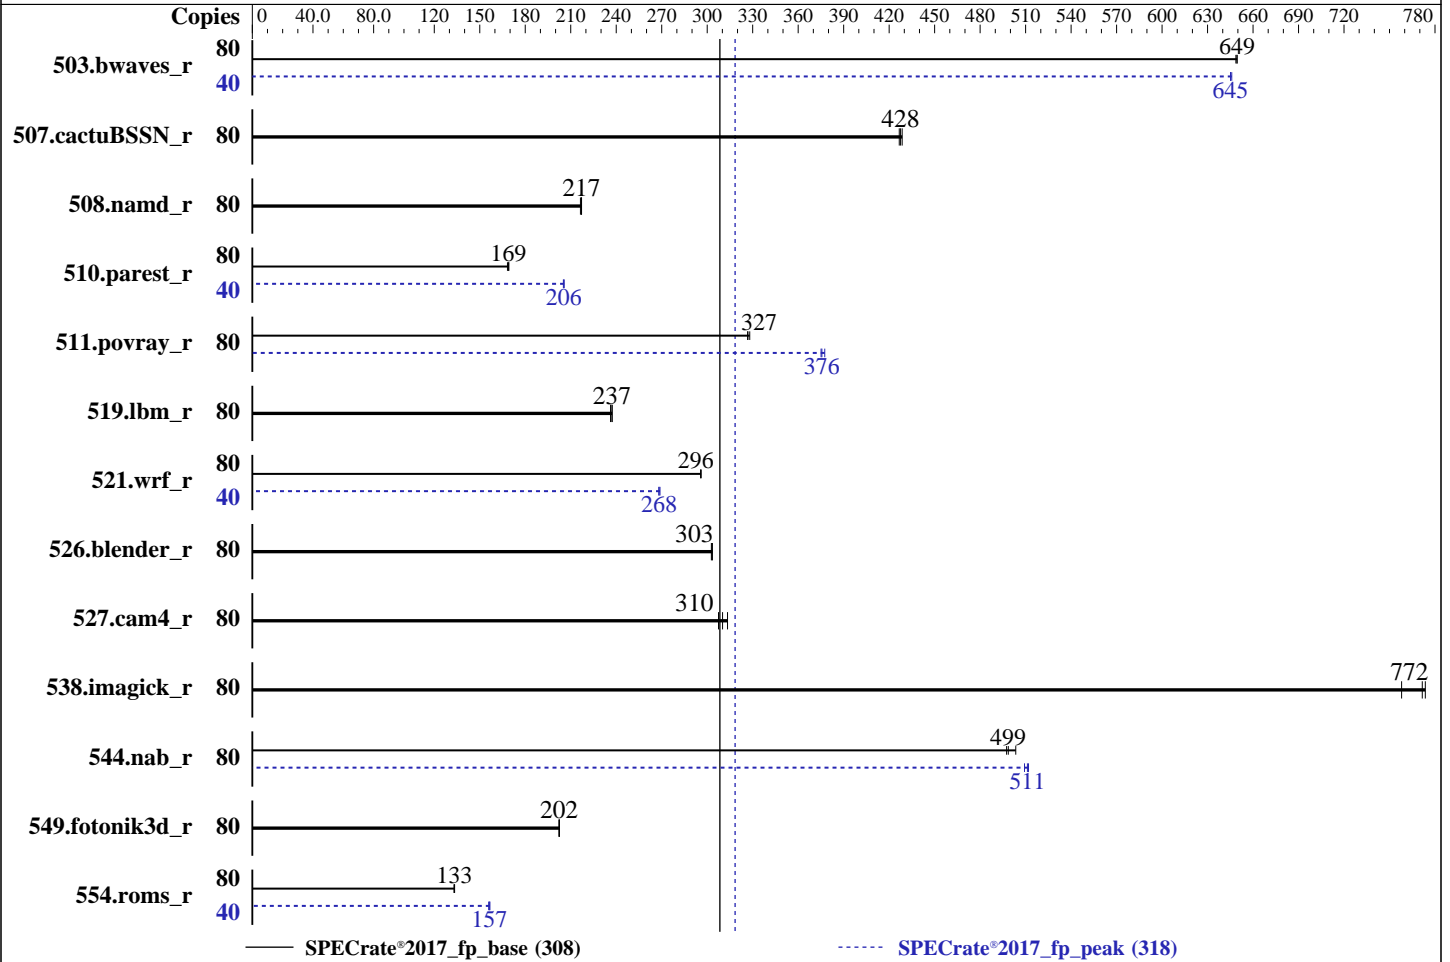 Copies 0 40.0 80.0 120 150 180 210 240 270 300 330 360 390 420 450 480 510 540 570 600 630 660 690 720 780
503.bwaves_r 80 649
40 645
507.cactuBSSN_r 80 428
508.namd_r 80 217
510.parest_r 80 169
40 206
511.povray_r 80 327
376
519.lbm_r 80 237
521.wrf_r 80 296
40 268
526.blender_r 80 303
527.cam4_r 80 310
538.imagick_r 80 772
544.nab_r 80 499
511
549.fotonik3d_r 80 202
554.roms_r 80 133
40 157
SPECrate®2017_fp_base (308) SPECrate®2017_fp_peak (318)